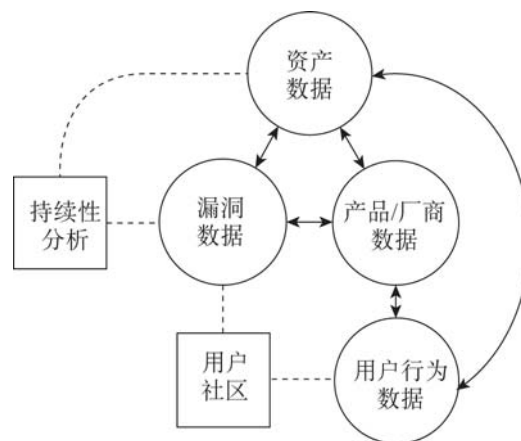 资产
数据
持续性
分析
漏洞
数据
产品/厂商
数据
用户
社区
用户行为
数据